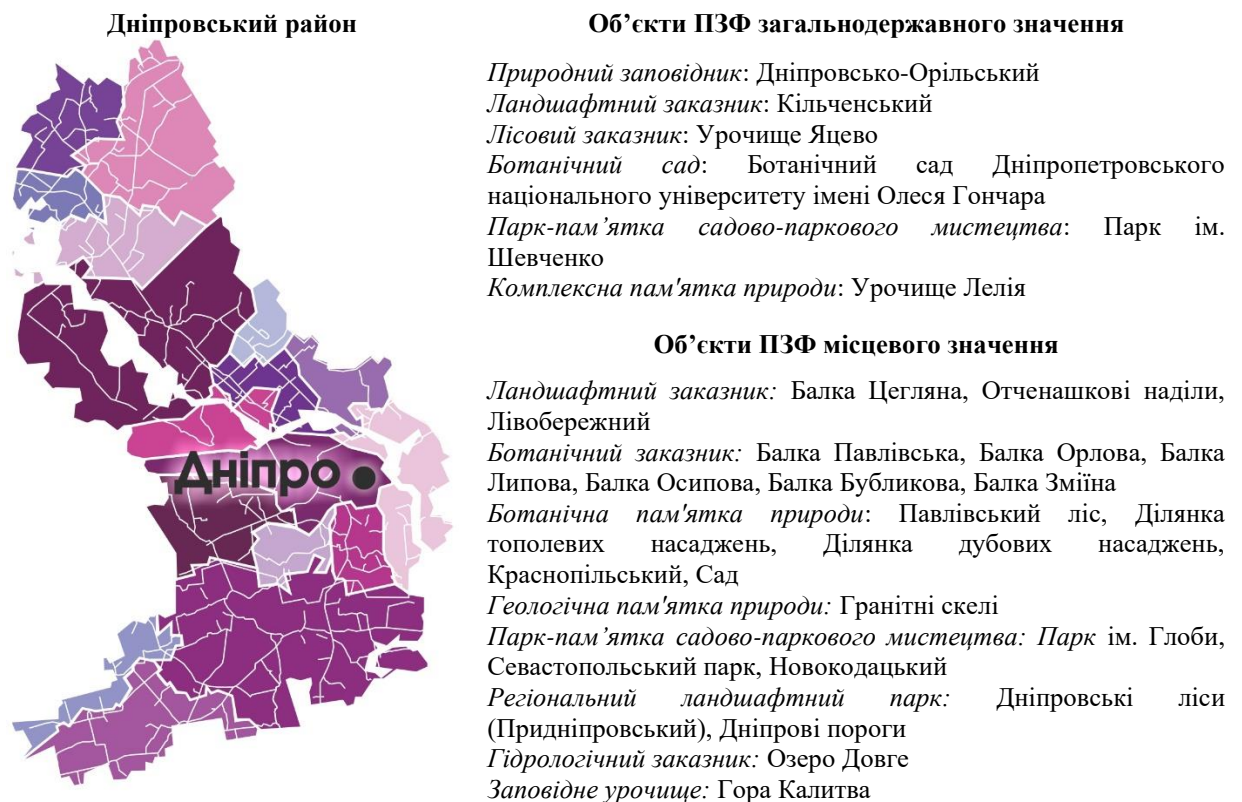 Дніпровський район
Дніпро
Об’єкти ПЗФ загальнодержавного значення
Природний заповідник: Дніпровсько-Орільський
Ландшафтний заказник: Кільченський
Лісовий заказник: Урочище Яцево
Ботанічний сад: Ботанічний сад Дніпропетровського
національного університету імені Олеся Гончара
Парк-пам’ятка садово-паркового мистецтва: Парк ім.
Шевченко
Комплексна пам'ятка природи: Урочище Лелія
Об’єкти ПЗФ місцевого значення
Ландшафтний заказник: Балка Цегляна, Отченашкові наділи,
Лівобережний
Ботанічний заказник: Балка Павлівська, Балка Орлова, Балка
Липова, Балка Осипова, Балка Бубликова, Балка Зміїна
Ботанічна пам'ятка природи: Павлівський ліс, Ділянка
тополевих насаджень, Ділянка дубових насаджень,
Краснопільський, Сад
Геологічна пам'ятка природи: Гранітні скелі
Парк-пам’ятка садово-паркового мистецтва: Парк ім. Глоби,
Севастопольський парк, Новокодацький
Регіональний ландшафтний парк: Дніпровські ліси
(Придніпровський), Дніпрові пороги
Гідрологічний заказник: Озеро Довге
Заповідне урочище: Гора Калитва